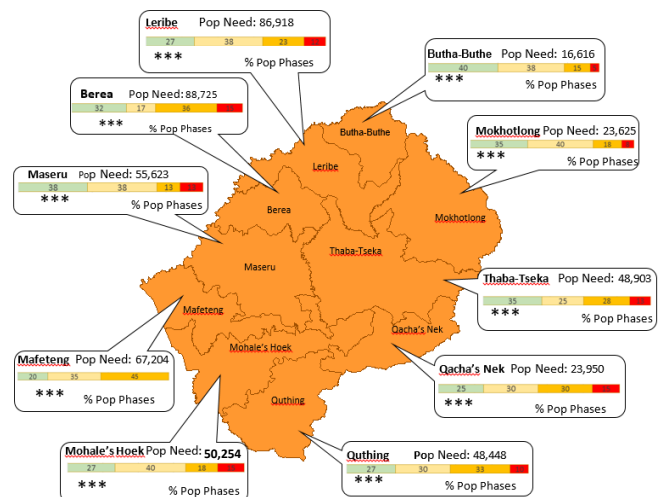 Leribe Pop Need: 86,918
27 38 23
***
% Pop Phases
Butha-Buthe Pop Need: 16,616
40 38 15
***
% Pop Phases
Berea Pop Need: 88,725
32 17 36
***
% Pop Phases
Mokhotlong Pop Need: 23,625
35 40 18
***
% Pop Phases
Maseru Pop Need: 55,623
38 38 13
***
% Pop Phases
Thaba-Tseka Pop Need: 48,903
35 25 28
***
% Pop Phases
Mafeteng Pop Need: 67,204
20 35 45
***
% Pop Phases
Qacha's Nek Pop Need: 23,950
25 30 30
***
% Pop Phases
Mohale's Hoek Pop Need: 50,254
27 40 18
***
% Pop Phases
Quthing Pop Need: 48,448
27 30 33
***
% Pop Phases
Butha-Buthe
Leribe
Berea
Mokhotlong
Thaba-Tseka
Maseru
Mafeteng
Qacha's Nek
Mohale's Hoek
Quthing